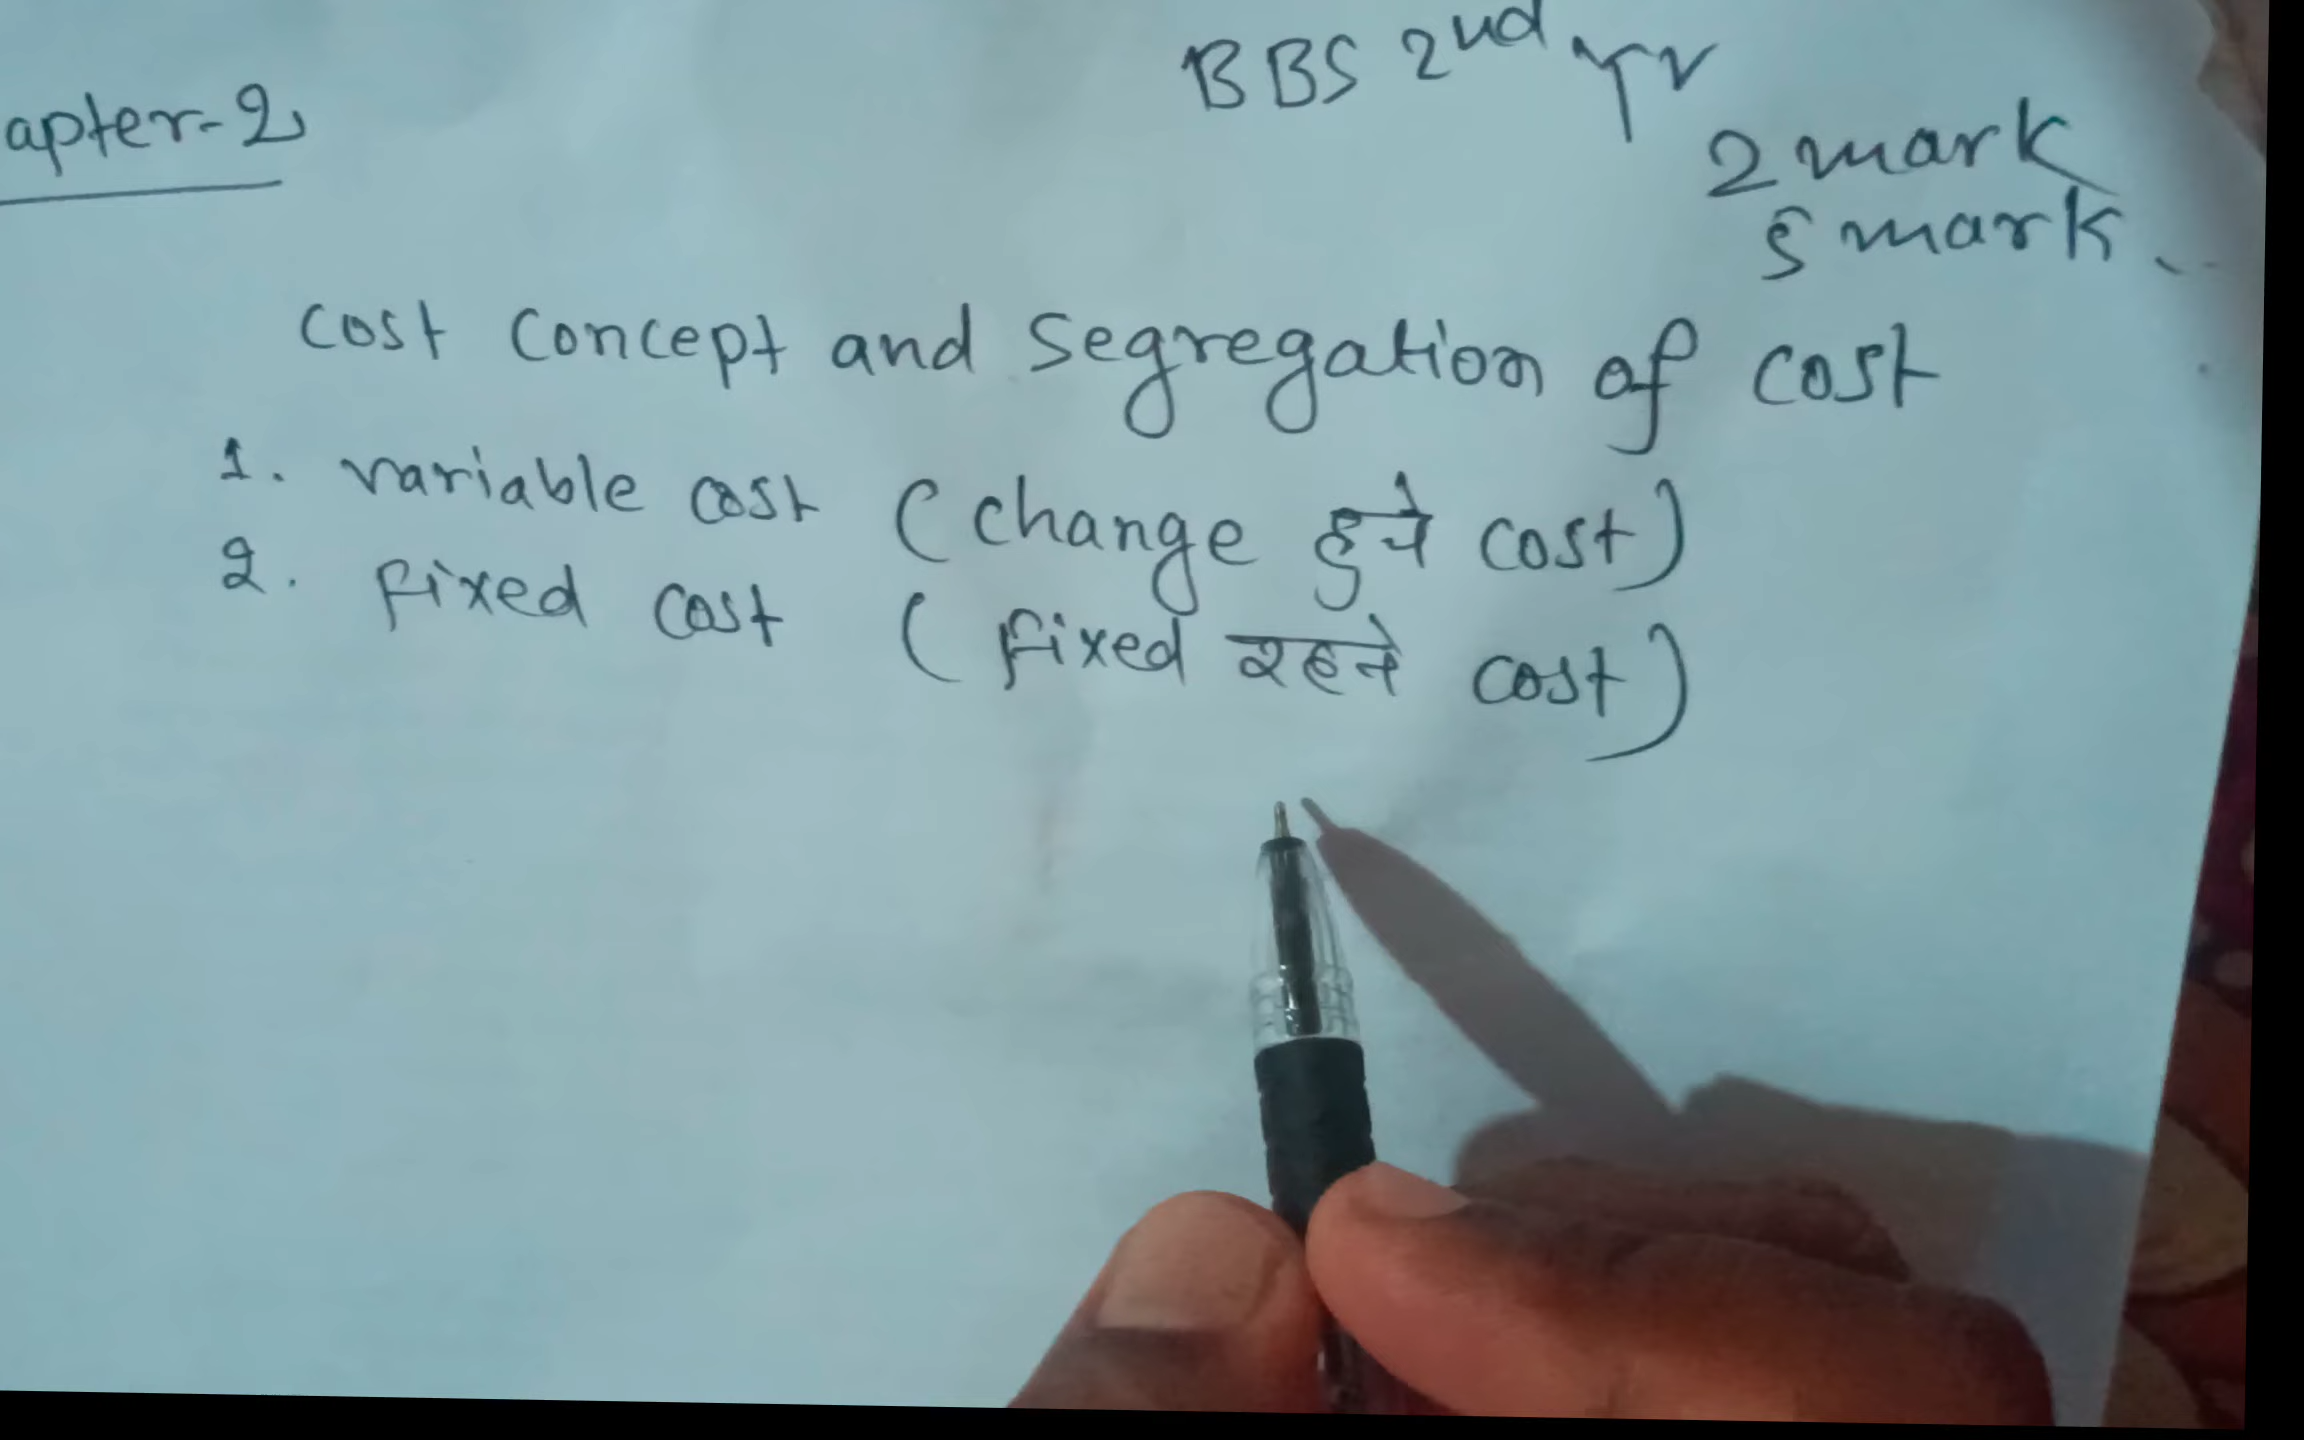 BBS 2nd yr
apter-2
2 mark
5 mark
cost concept and segregation of cost
1. variable cost (change हुने cost)
2. fixed cost (fixed रहने cost)